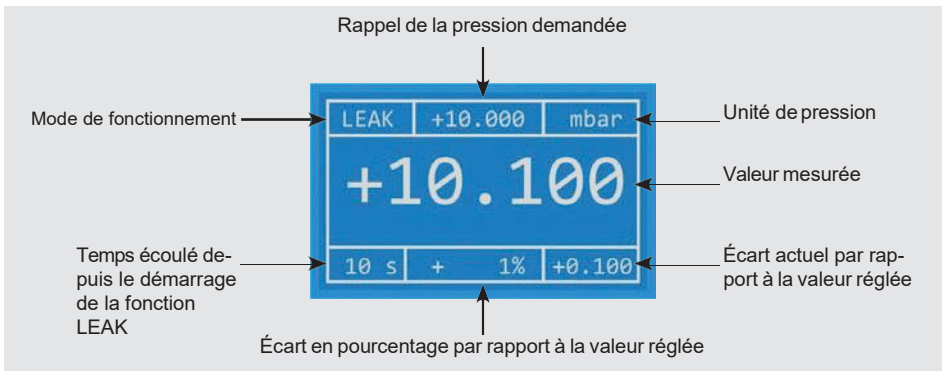 Rappel de la pression demandée
Mode de fonctionnement
LEAK +10.000 mbar
Unité de pression
+10.100
Valeur mesurée
Temps écoulé de-
puis le démarrage
de la fonction
LEAK
10 s + 1% +0.100
Écart actuel par rap-
port à la valeur réglée
Écart en pourcentage par rapport à la valeur réglée